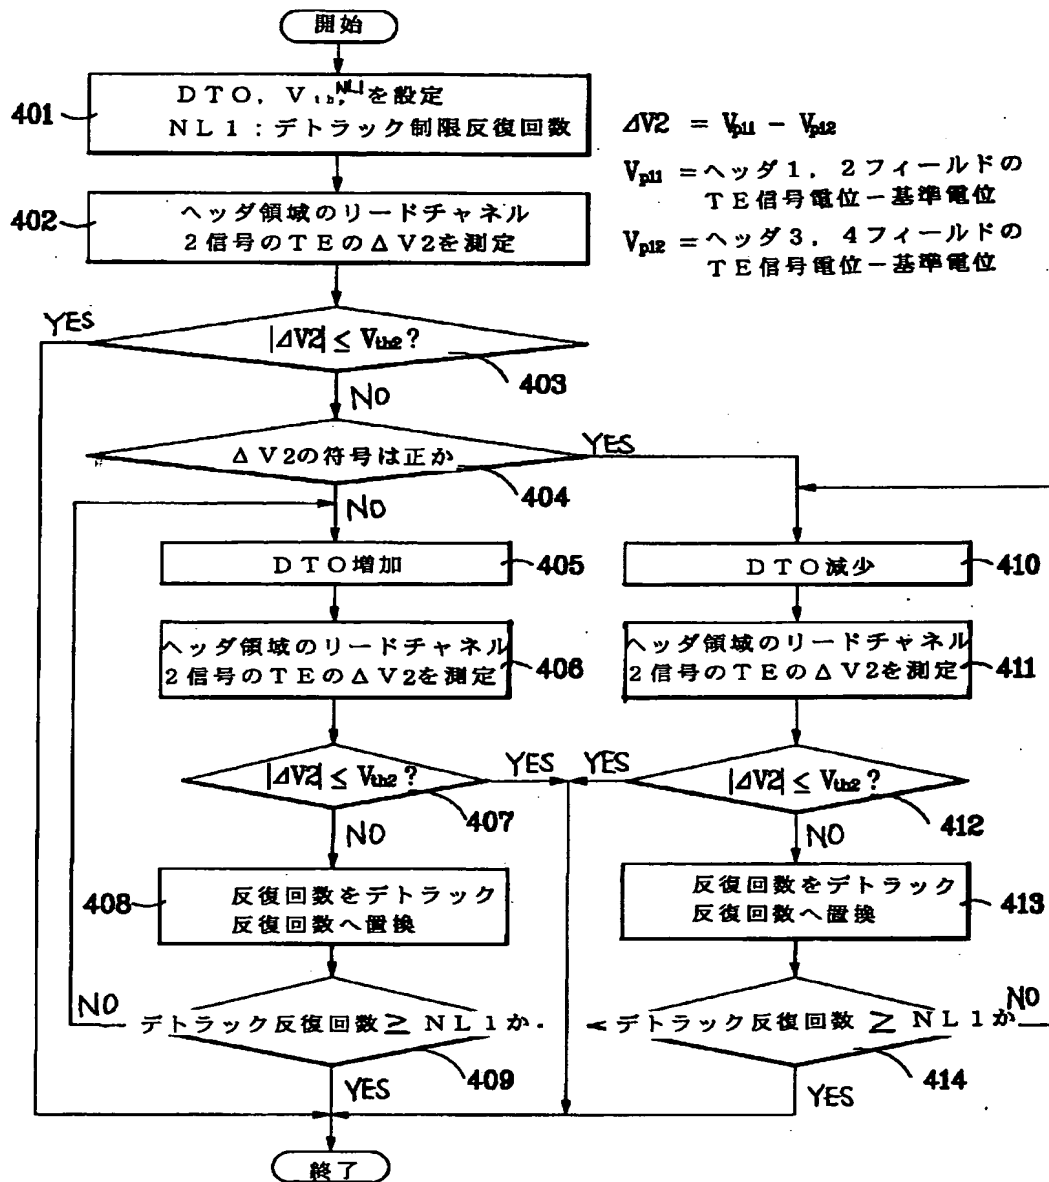 開始
401
DTO, Vth, NL1を設定
NL1:デトラック制限反復回数
ΔV2 = Vp11 − Vp12
Vp11 = ヘッダ1, 2フィールドの
TE信号電位−基準電位
Vp12 = ヘッダ3, 4フィールドの
TE信号電位−基準電位
402
ヘッダ領域のリードチャネル
2信号のTEのΔV2を測定
YES
|ΔV2| ≤ Vth2?
403
NO
ΔV2の符号は正か
YES
404
NO
DTO増加
405
DTO減少
410
ヘッダ領域のリードチャネル
2信号のTEのΔV2を測定
406
ヘッダ領域のリードチャネル
2信号のTEのΔV2を測定
411
|ΔV2| ≤ Vth2?
YES
407
NO
YES
|ΔV2| ≤ Vth2?
412
NO
408
反復回数をデトラック
反復回数へ置換
反復回数をデトラック
反復回数へ置換
413
NO
デトラック反復回数 ≥ NL1か
409
YES
デトラック反復回数 ≥ NL1か
NO
414
YES
終了